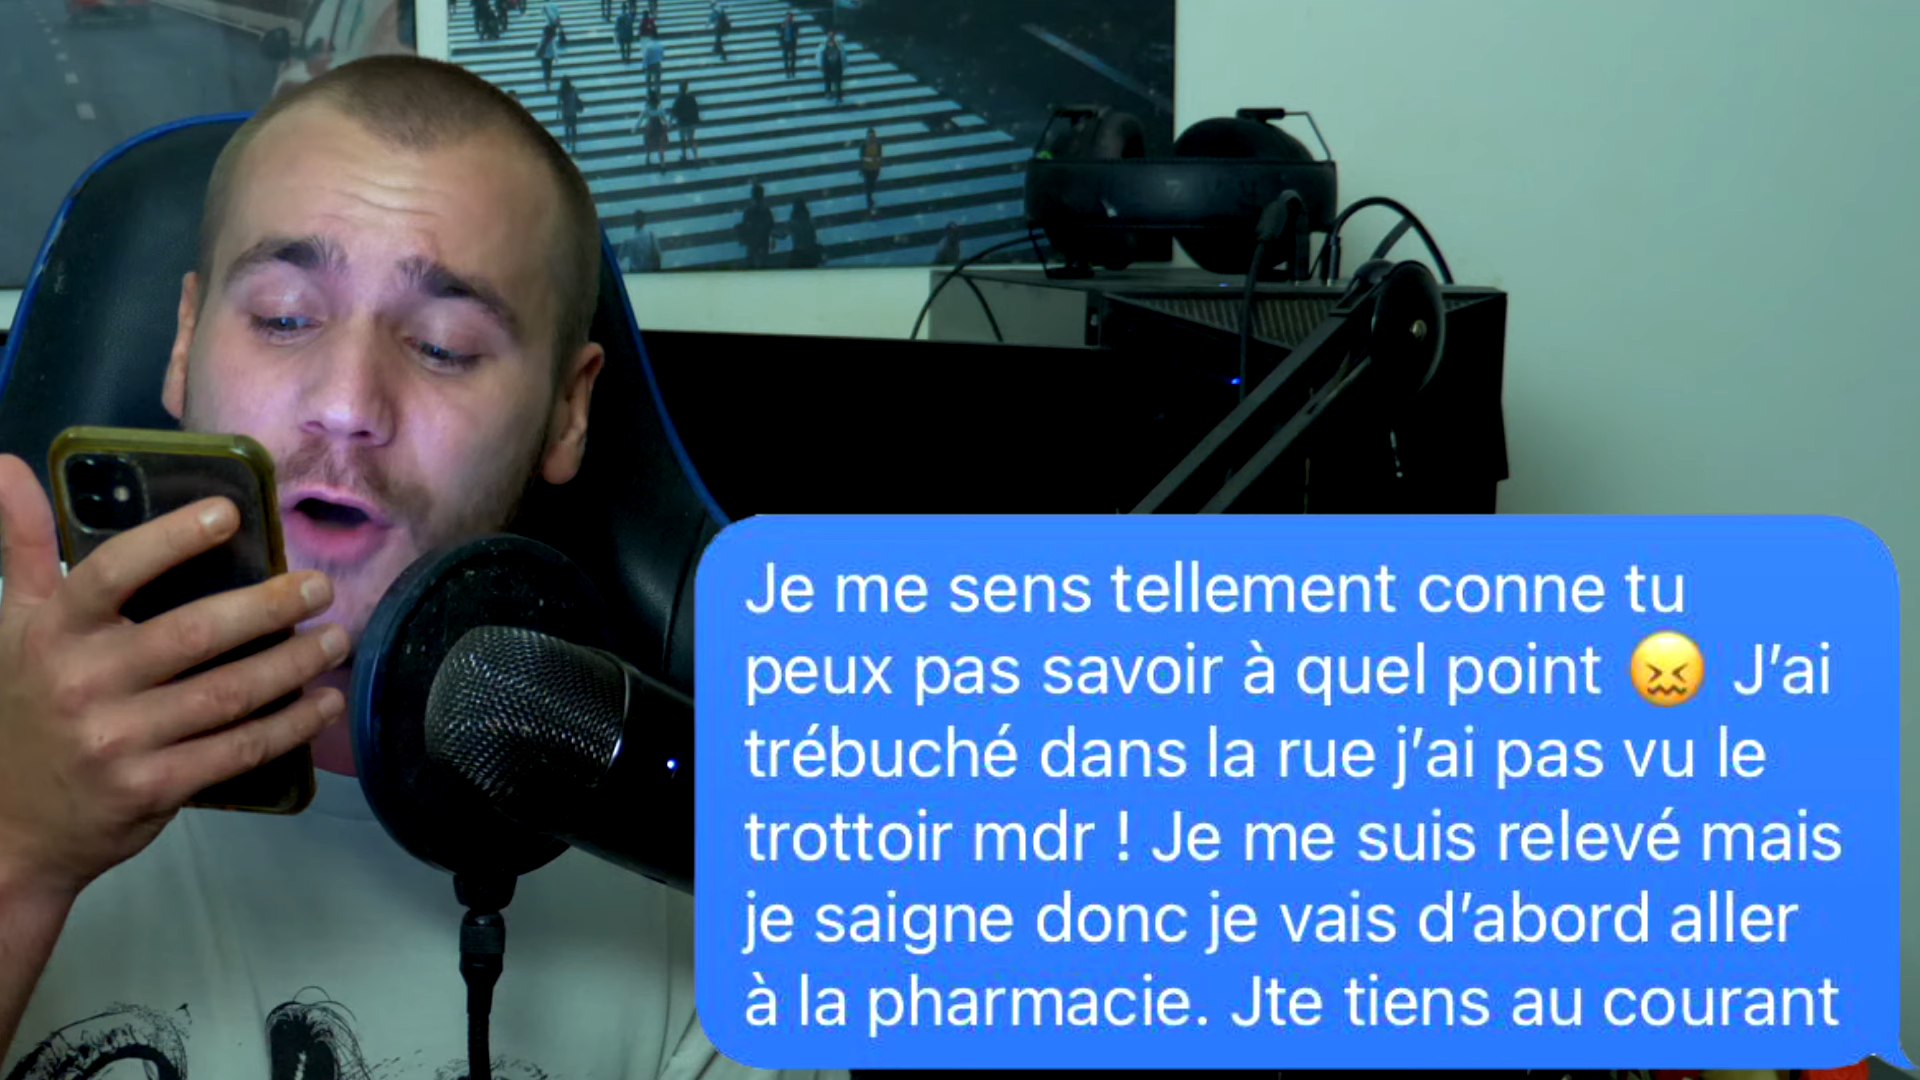 Je me sens tellement conne tu
peux pas savoir à quel point 😖 J’ai
trébuché dans la rue j’ai pas vu le
trottoir mdr ! Je me suis relevé mais
je saigne donc je vais d’abord aller
à la pharmacie. Jte tiens au courant